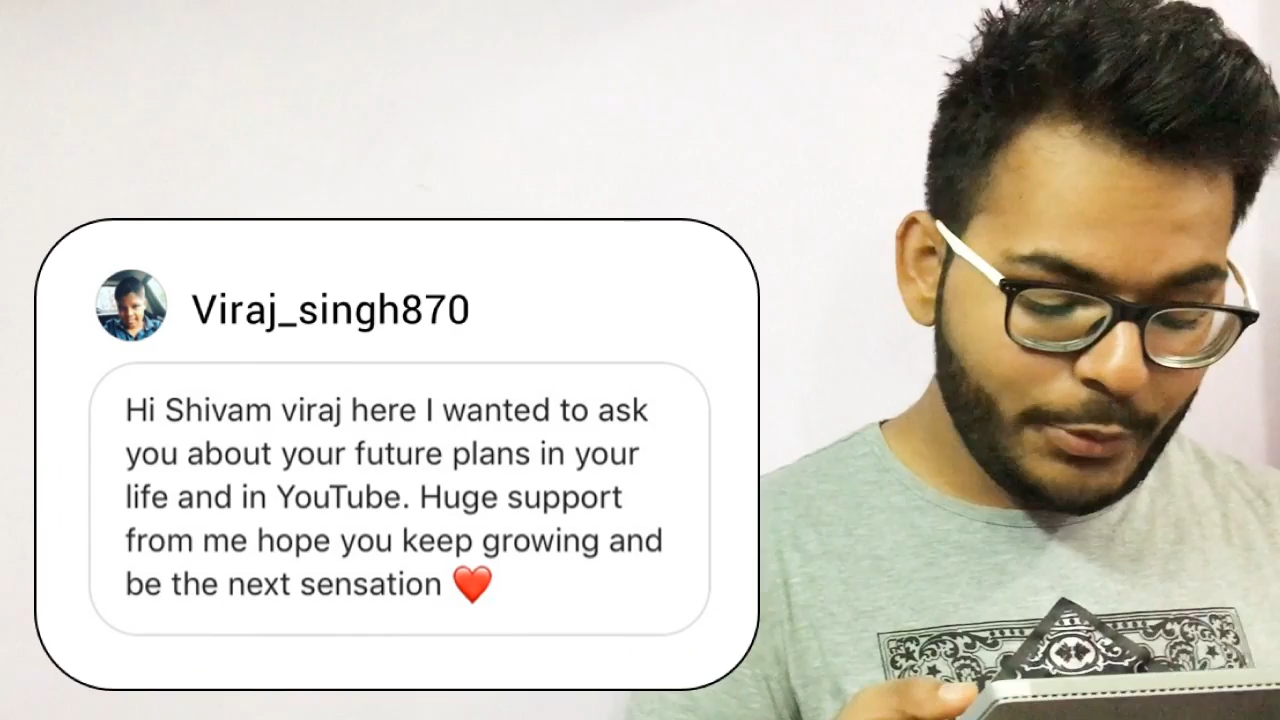 Viraj_singh870
Hi Shivam viraj here I wanted to ask
you about your future plans in your
life and in YouTube. Huge support
from me hope you keep growing and
be the next sensation ❤️